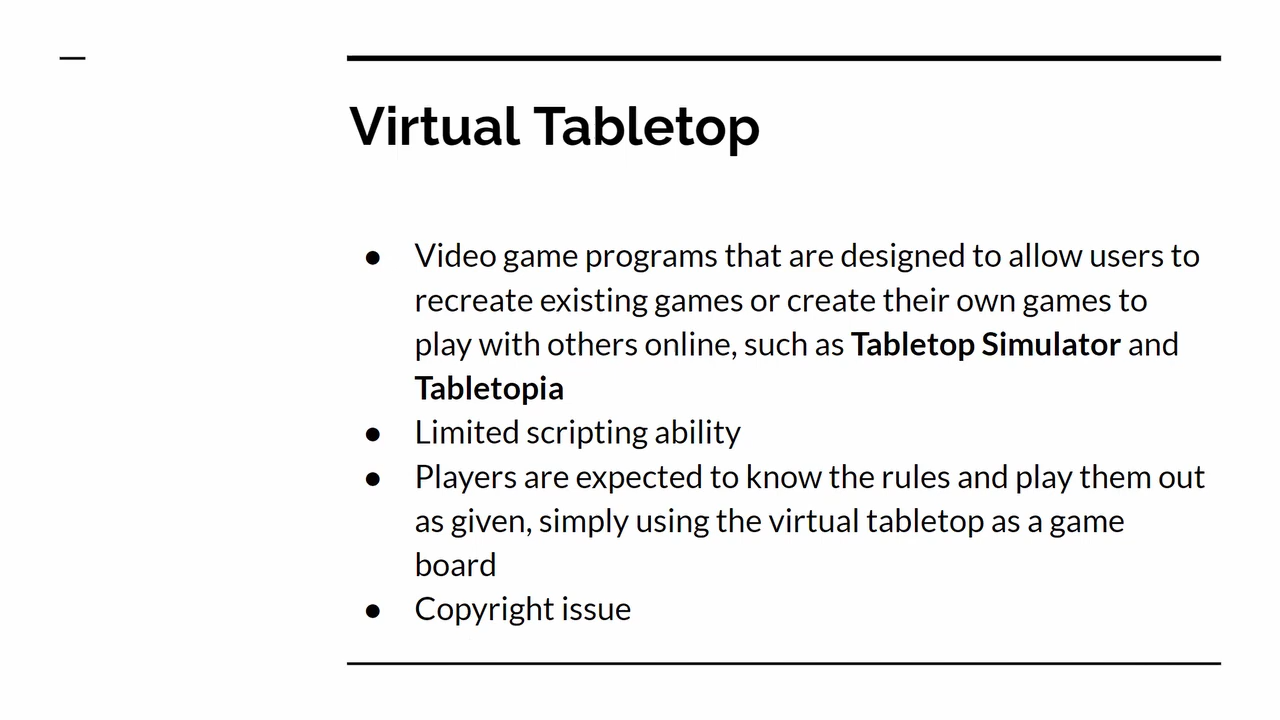 Virtual Tabletop
● Video game programs that are designed to allow users to
recreate existing games or create their own games to
play with others online, such as Tabletop Simulator and
Tabletopia
● Limited scripting ability
● Players are expected to know the rules and play them out
as given, simply using the virtual tabletop as a game
board
● Copyright issue